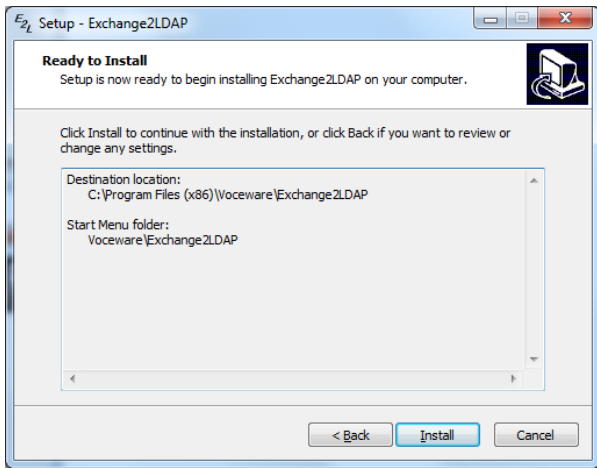 E2L Setup - Exchange2LDAP
Ready to Install
Setup is now ready to begin installing Exchange2LDAP on your computer.
Click Install to continue with the installation, or click Back if you want to review or
change any settings.
Destination location:
C:\Program Files (x86)\Voceware\Exchange2LDAP
Start Menu folder:
Voceware\Exchange2LDAP
< Back
Install
Cancel